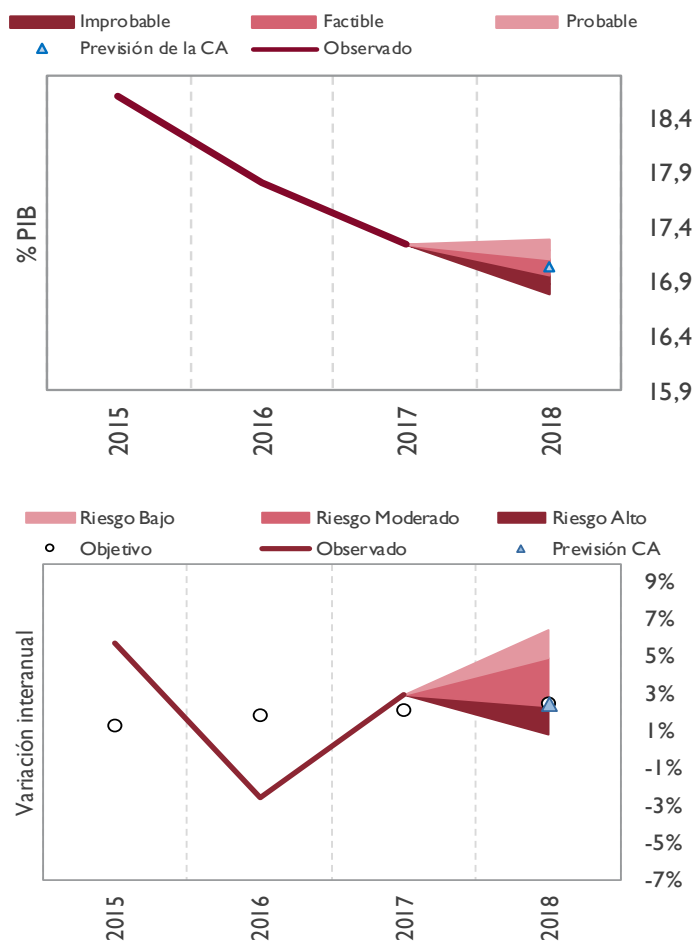 Improbable Factible Probable
Previsión de la CA Observado
% PIB
18,4
17,9
17,4
16,9
16,4
15,9
2015 2016 2017 2018
Riesgo Bajo Riesgo Moderado Riesgo Alto
Objetivo Observado Previsión CA
Variación interanual
9%
7%
5%
3%
1%
-1%
-3%
-5%
-7%
2015 2016 2017 2018